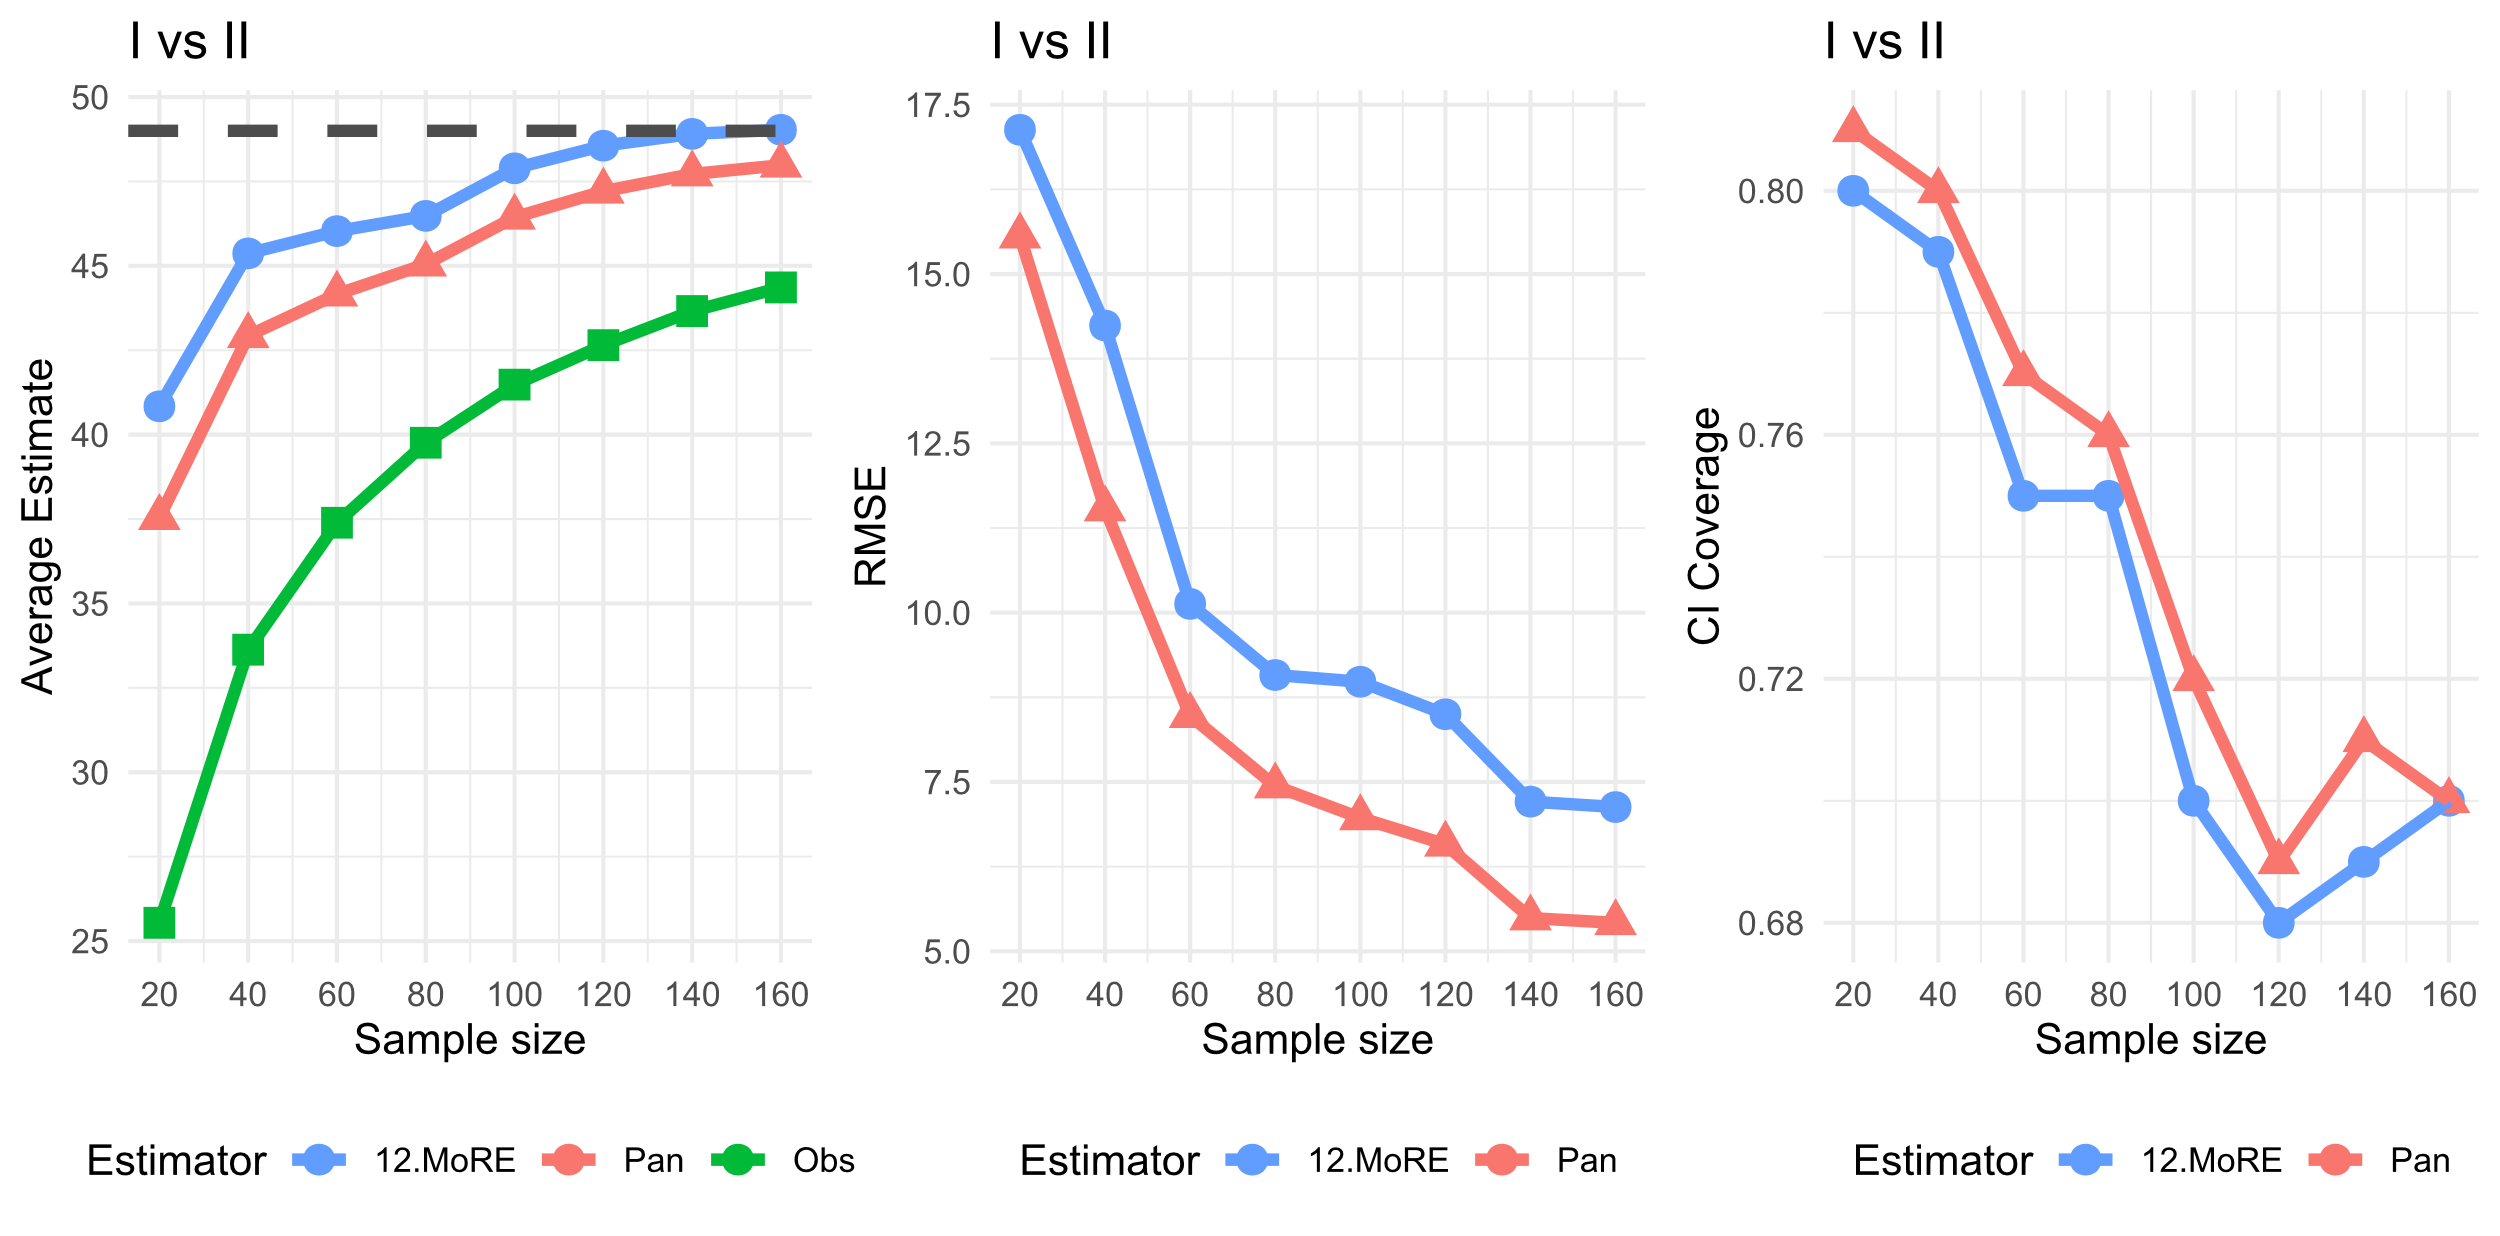 I vs II
50
45
40
35
30
25
Average Estimate
20 40 60 80 100 120 140 160
Sample size
Estimator 12.MoRE Pan Obs
I vs II
17.5
15.0
12.5
10.0
7.5
5.0
RMSE
20 40 60 80 100 120 140 160
Sample size
Estimator 12.MoRE Pan
I vs II
0.80
0.76
0.72
0.68
CI Coverage
20 40 60 80 100 120 140 160
Sample size
Estimator 12.MoRE Pan